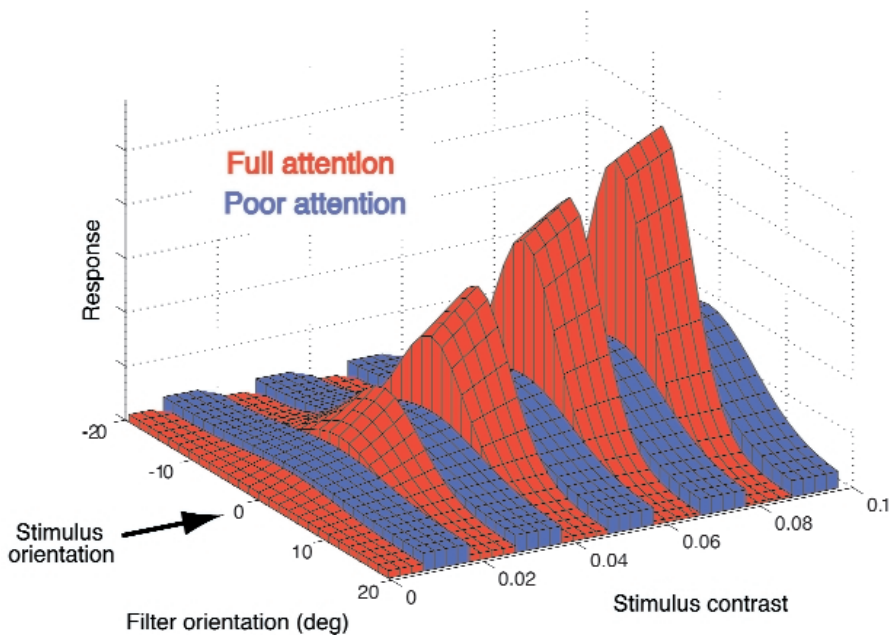 Full attention
Poor attention
Response
-20
-10
0
10
20
Stimulus
orientation
Filter orientation (deg)
0
0.02
0.04
0.06
0.08
0.1
Stimulus contrast